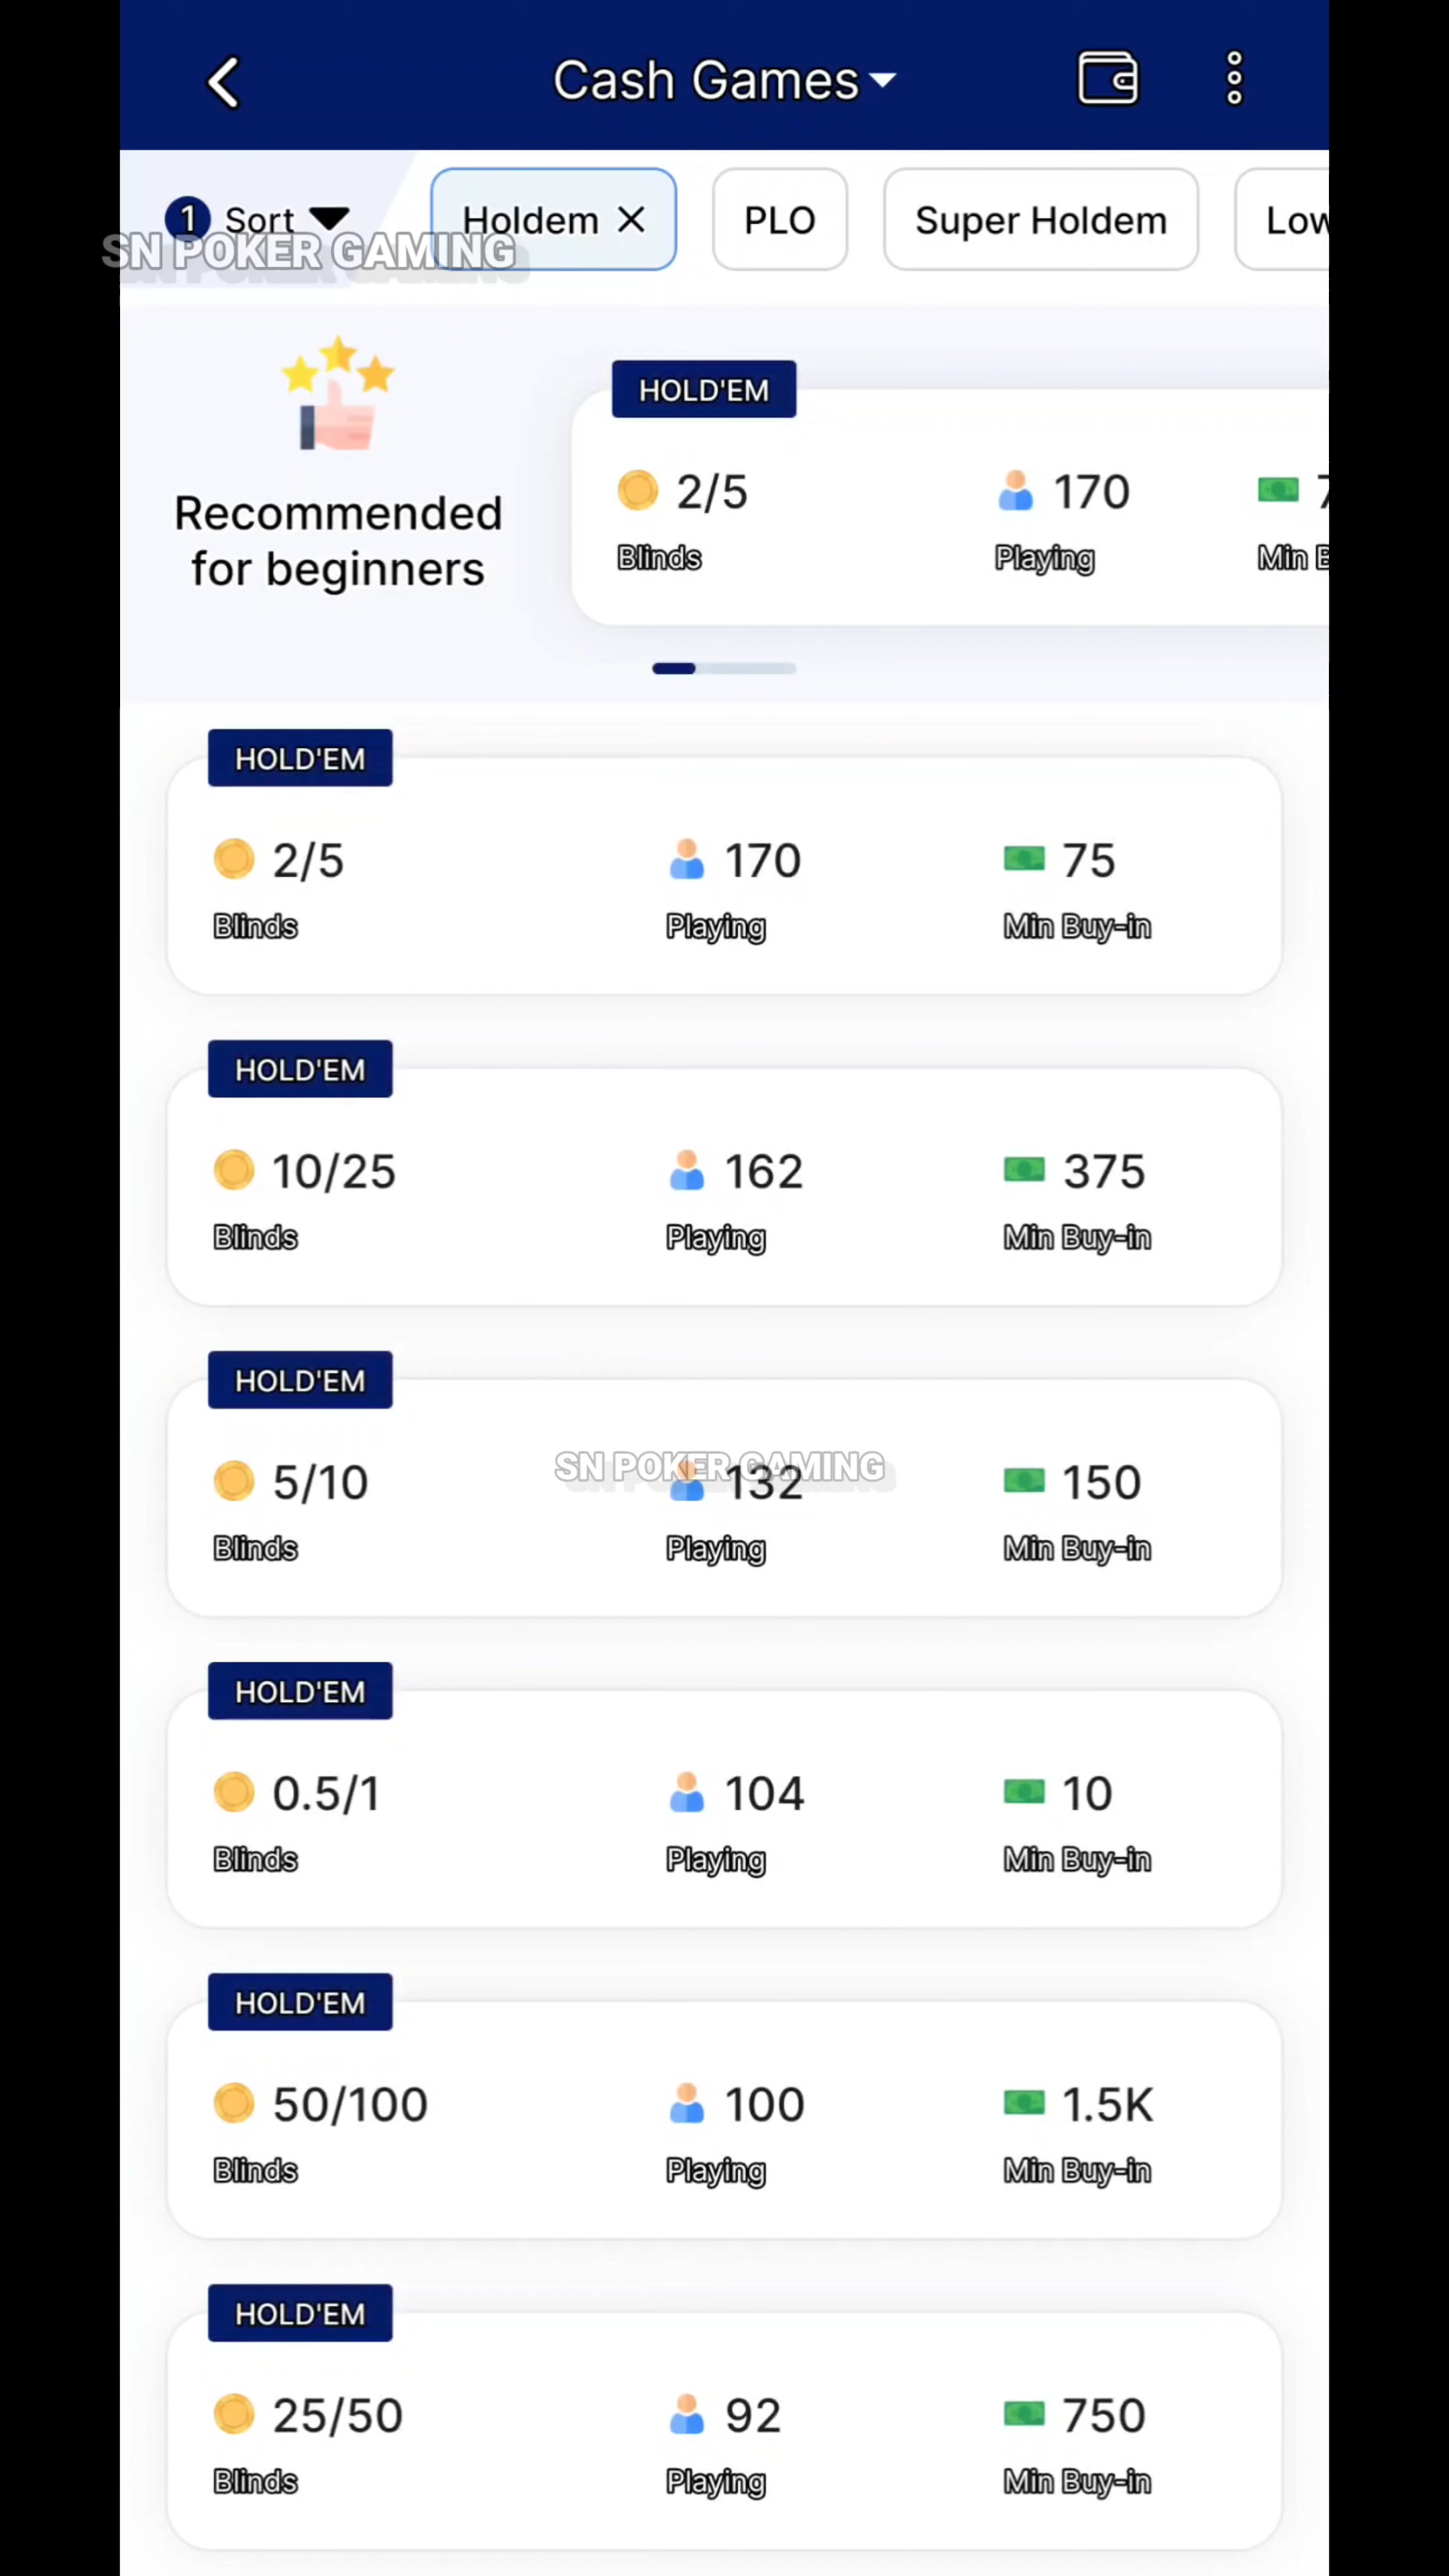 Cash Games
1 Sort
Holdem
PLO
Super Holdem
Low
SN POKER GAMING
Recommended
for beginners
HOLD'EM
2/5
170
7
Blinds
Playing
Min B
HOLD'EM
2/5
170
75
Blinds
Playing
Min Buy-in
HOLD'EM
10/25
162
375
Blinds
Playing
Min Buy-in
HOLD'EM
SN POKER GAMING
5/10
132
150
Blinds
Playing
Min Buy-in
HOLD'EM
0.5/1
104
10
Blinds
Playing
Min Buy-in
HOLD'EM
50/100
100
1.5K
Blinds
Playing
Min Buy-in
HOLD'EM
25/50
92
750
Blinds
Playing
Min Buy-in